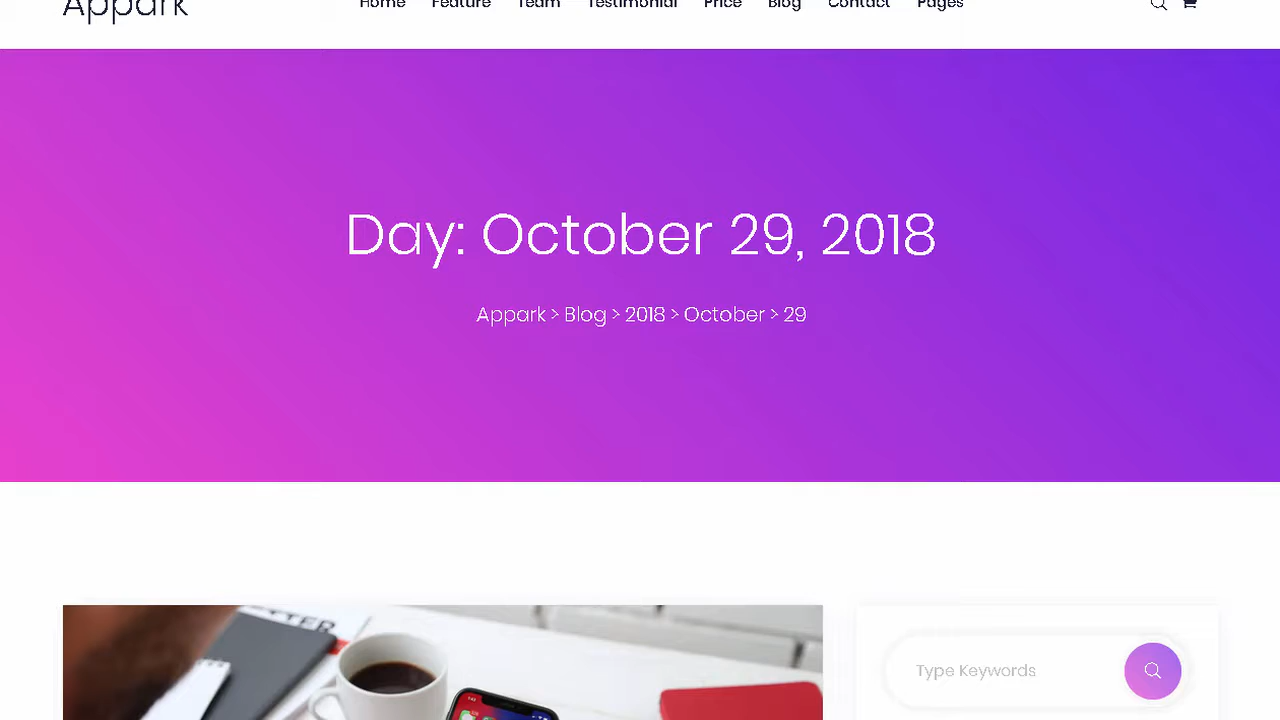 Appark
Home Feature Team Testimonial Price Blog Contact Pages
Day: October 29, 2018
Appark > Blog > 2018 > October > 29
Type Keywords